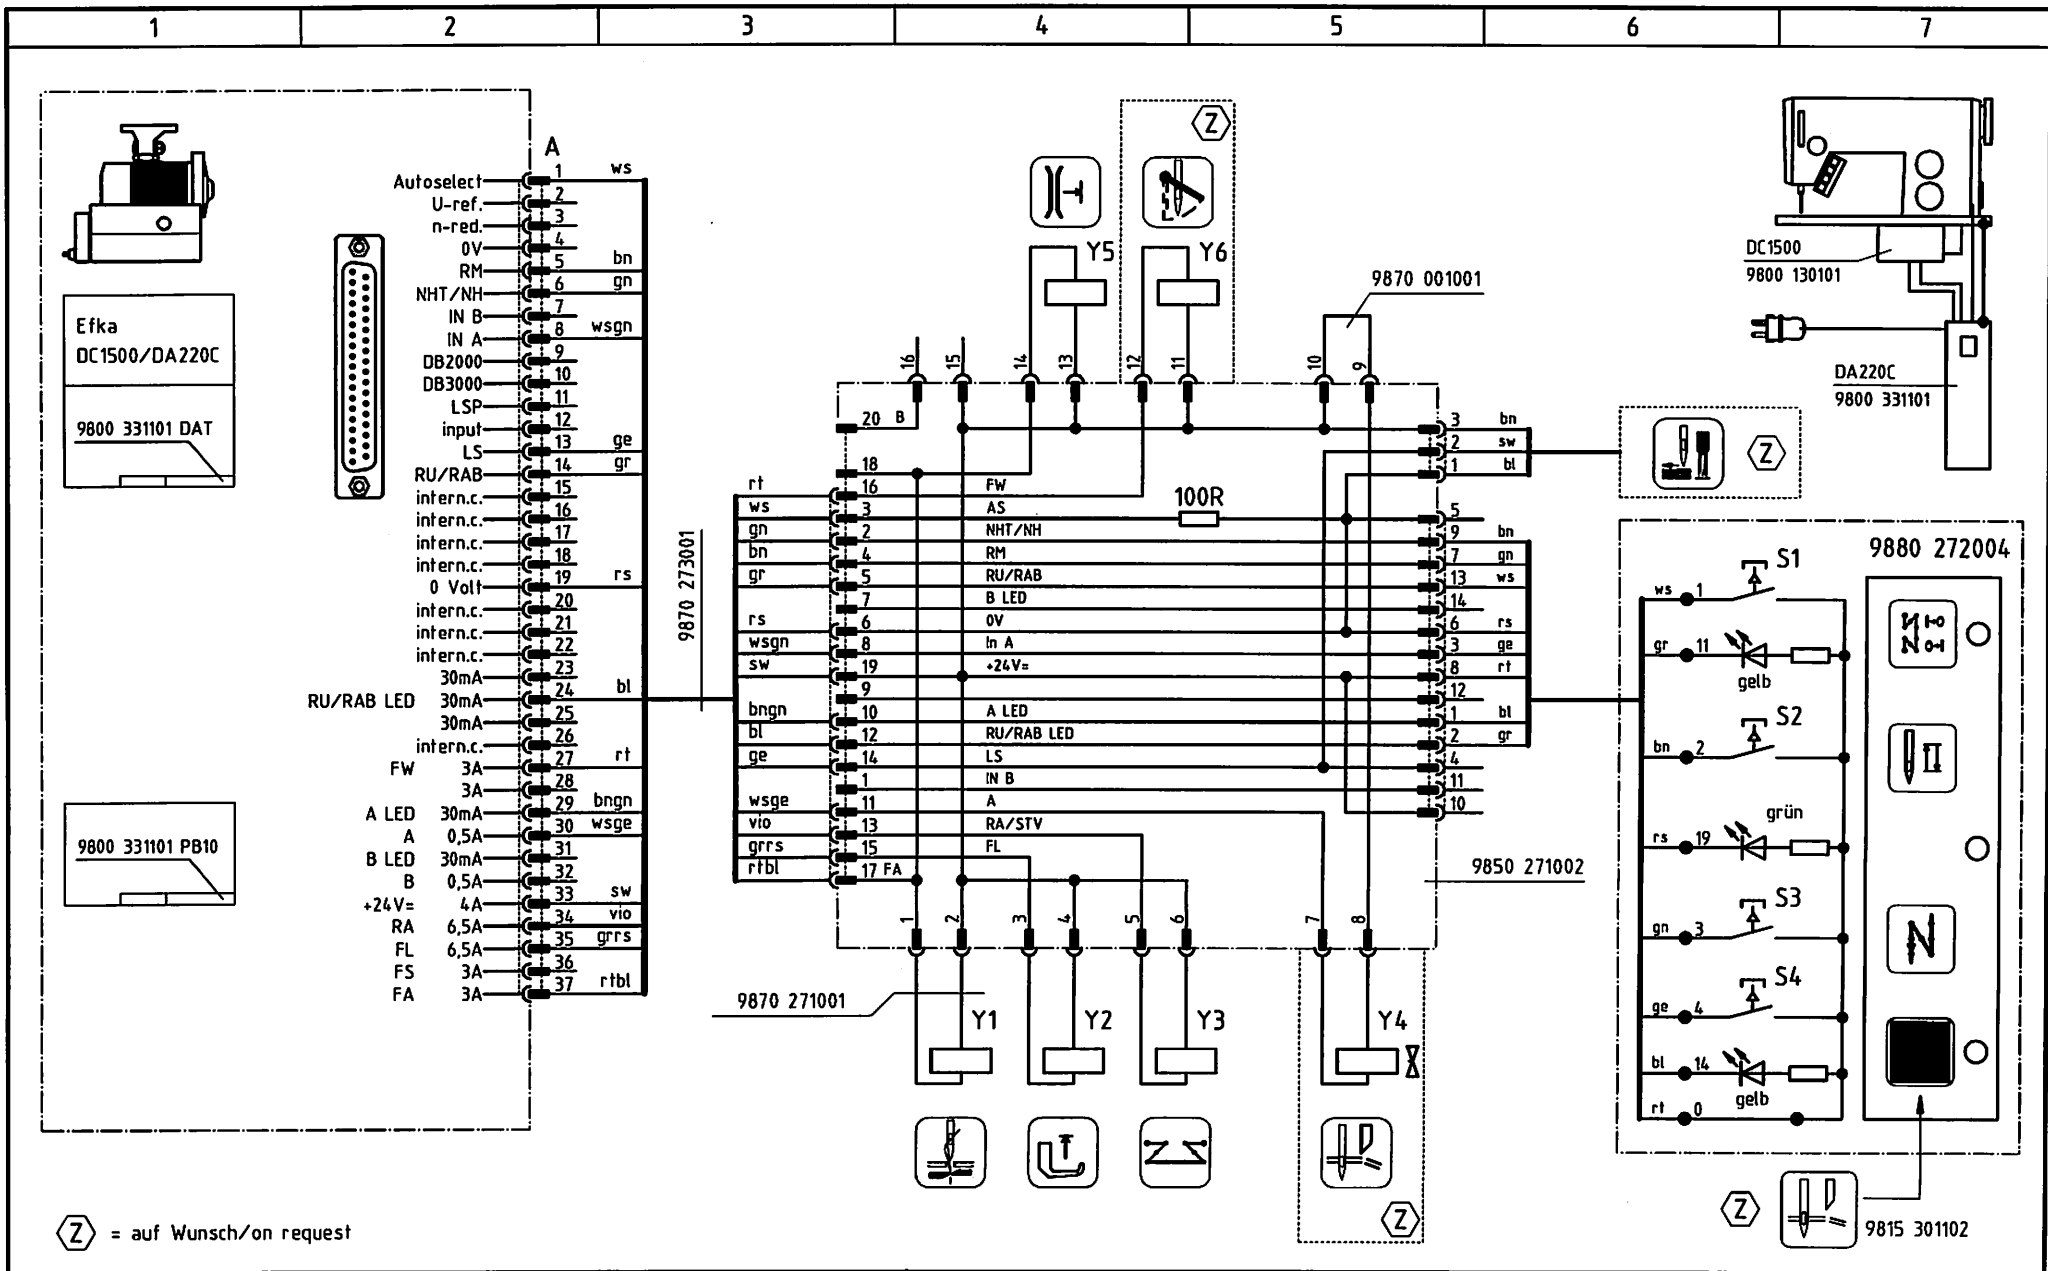 1 2 3 4 5 6 7
A
Autoselect 1 ws
U-ref. 2
n-red. 3
0V 4
RM 5 bn
NHT/NH 6 gn
IN B 7
IN A 8 wsgn
DB2000 9
DB3000 10
LSP 11
input 12
LS 13 ge
RU/RAB 14 gr
intern.c. 15
intern.c. 16
intern.c. 17
intern.c. 18
0 Volt 19 rs
intern.c. 20
intern.c. 21
intern.c. 22
30mA 23
RU/RAB LED 30mA 24 bl
30mA 25
intern.c. 26
FW 3A 27 rt
3A 28
A LED 30mA 29 bngn
A 0,5A 30 wsge
B LED 30mA 31
B 0,5A 32
+24V= 4A 33 sw
RA 6,5A 34 vio
FL 6,5A 35 grrs
FS 3A 36
FA 3A 37 rtbl
Efka
DC1500/DA220C
9800 331101 DAT
9800 331101 PB10
Z = auf Wunsch/on request
9870 273001
Z
Y5 Y6
9870 001001
16 15 14 13 12 11 10 9
20 B
18
rt 16 FW
ws 3 AS 100R 5
gn 2 NHT/NH 9 bn
bn 4 RM 7 gn
gr 5 RU/RAB 13 ws
7 B LED 14
rs 6 0V 6 rs
wsgn 8 In A 3 ge
sw 19 +24V= 8 rt
9 12
bngn 10 A LED 1 bl
bl 12 RU/RAB LED 2 gr
ge 14 LS 4
1 IN B 11
wsge 11 A 10
vio 13 RA/STV
grrs 15 FL
rtbl 17 FA
3 bn
2 sw
1 bl
9850 271002
1 2 3 4 5 6 7 8
9870 271001
Y1 Y2 Y3 Y4
Z
DC1500
9800 130101
DA220C
9800 331101
Z
9880 272004
ws 1 S1
gr 11
gelb
bn 2 S2
grün
rs 19
gn 3 S3
ge 4 S4
bl 14
gelb
rt 0
Z
9815 301102